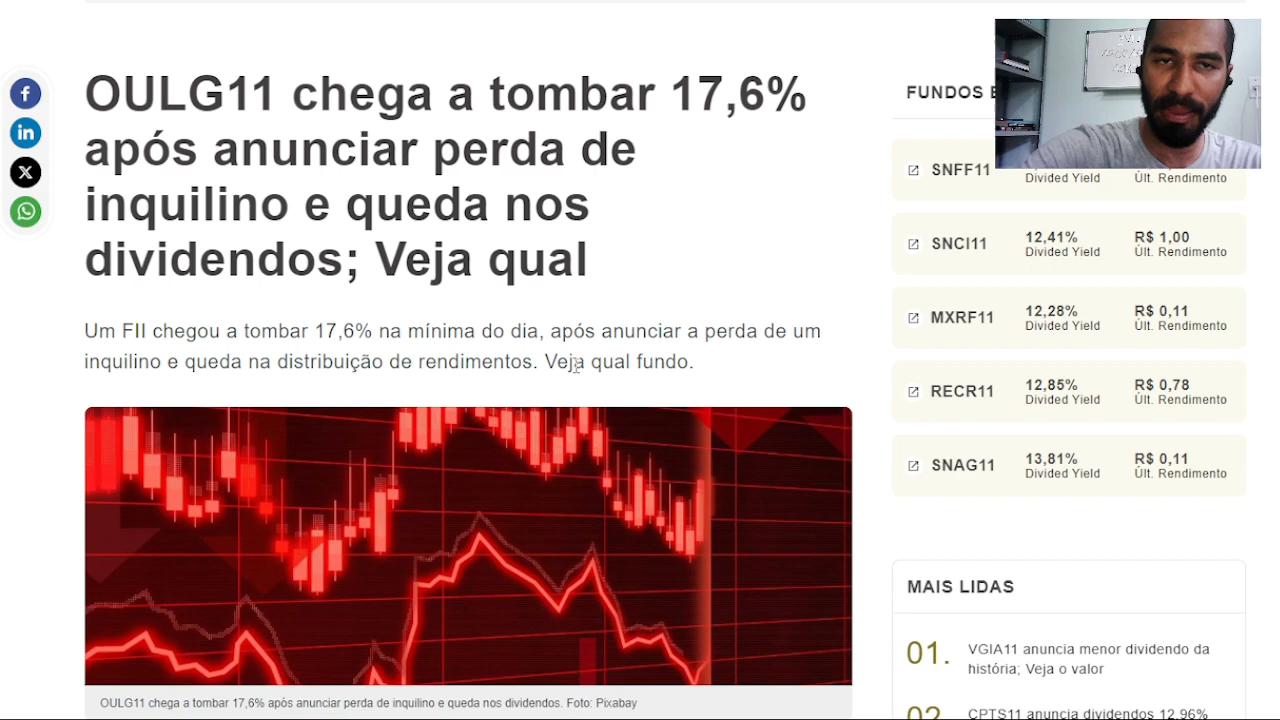 OULG11 chega a tombar 17,6%
após anunciar perda de
inquilino e queda nos
dividendos; Veja qual
Um FII chegou a tombar 17,6% na mínima do dia, após anunciar a perda de um
inquilino e queda na distribuição de rendimentos. Veja qual fundo.
OULG11 chega a tombar 17,6% após anunciar perda de inquilino e queda nos dividendos. Foto: Pixabay
FUNDOS
SNFF11
Divided Yield
Últ. Rendimento
SNCI11
12,41%
Divided Yield
R$ 1,00
Últ. Rendimento
MXRF11
12,28%
Divided Yield
R$ 0,11
Últ. Rendimento
RECR11
12,85%
Divided Yield
R$ 0,78
Últ. Rendimento
SNAG11
13,81%
Divided Yield
R$ 0,11
Últ. Rendimento
MAIS LIDAS
01.
VGIA11 anuncia menor dividendo da
história; Veja o valor
02
CPTS11 anuncia dividendos 12,96%